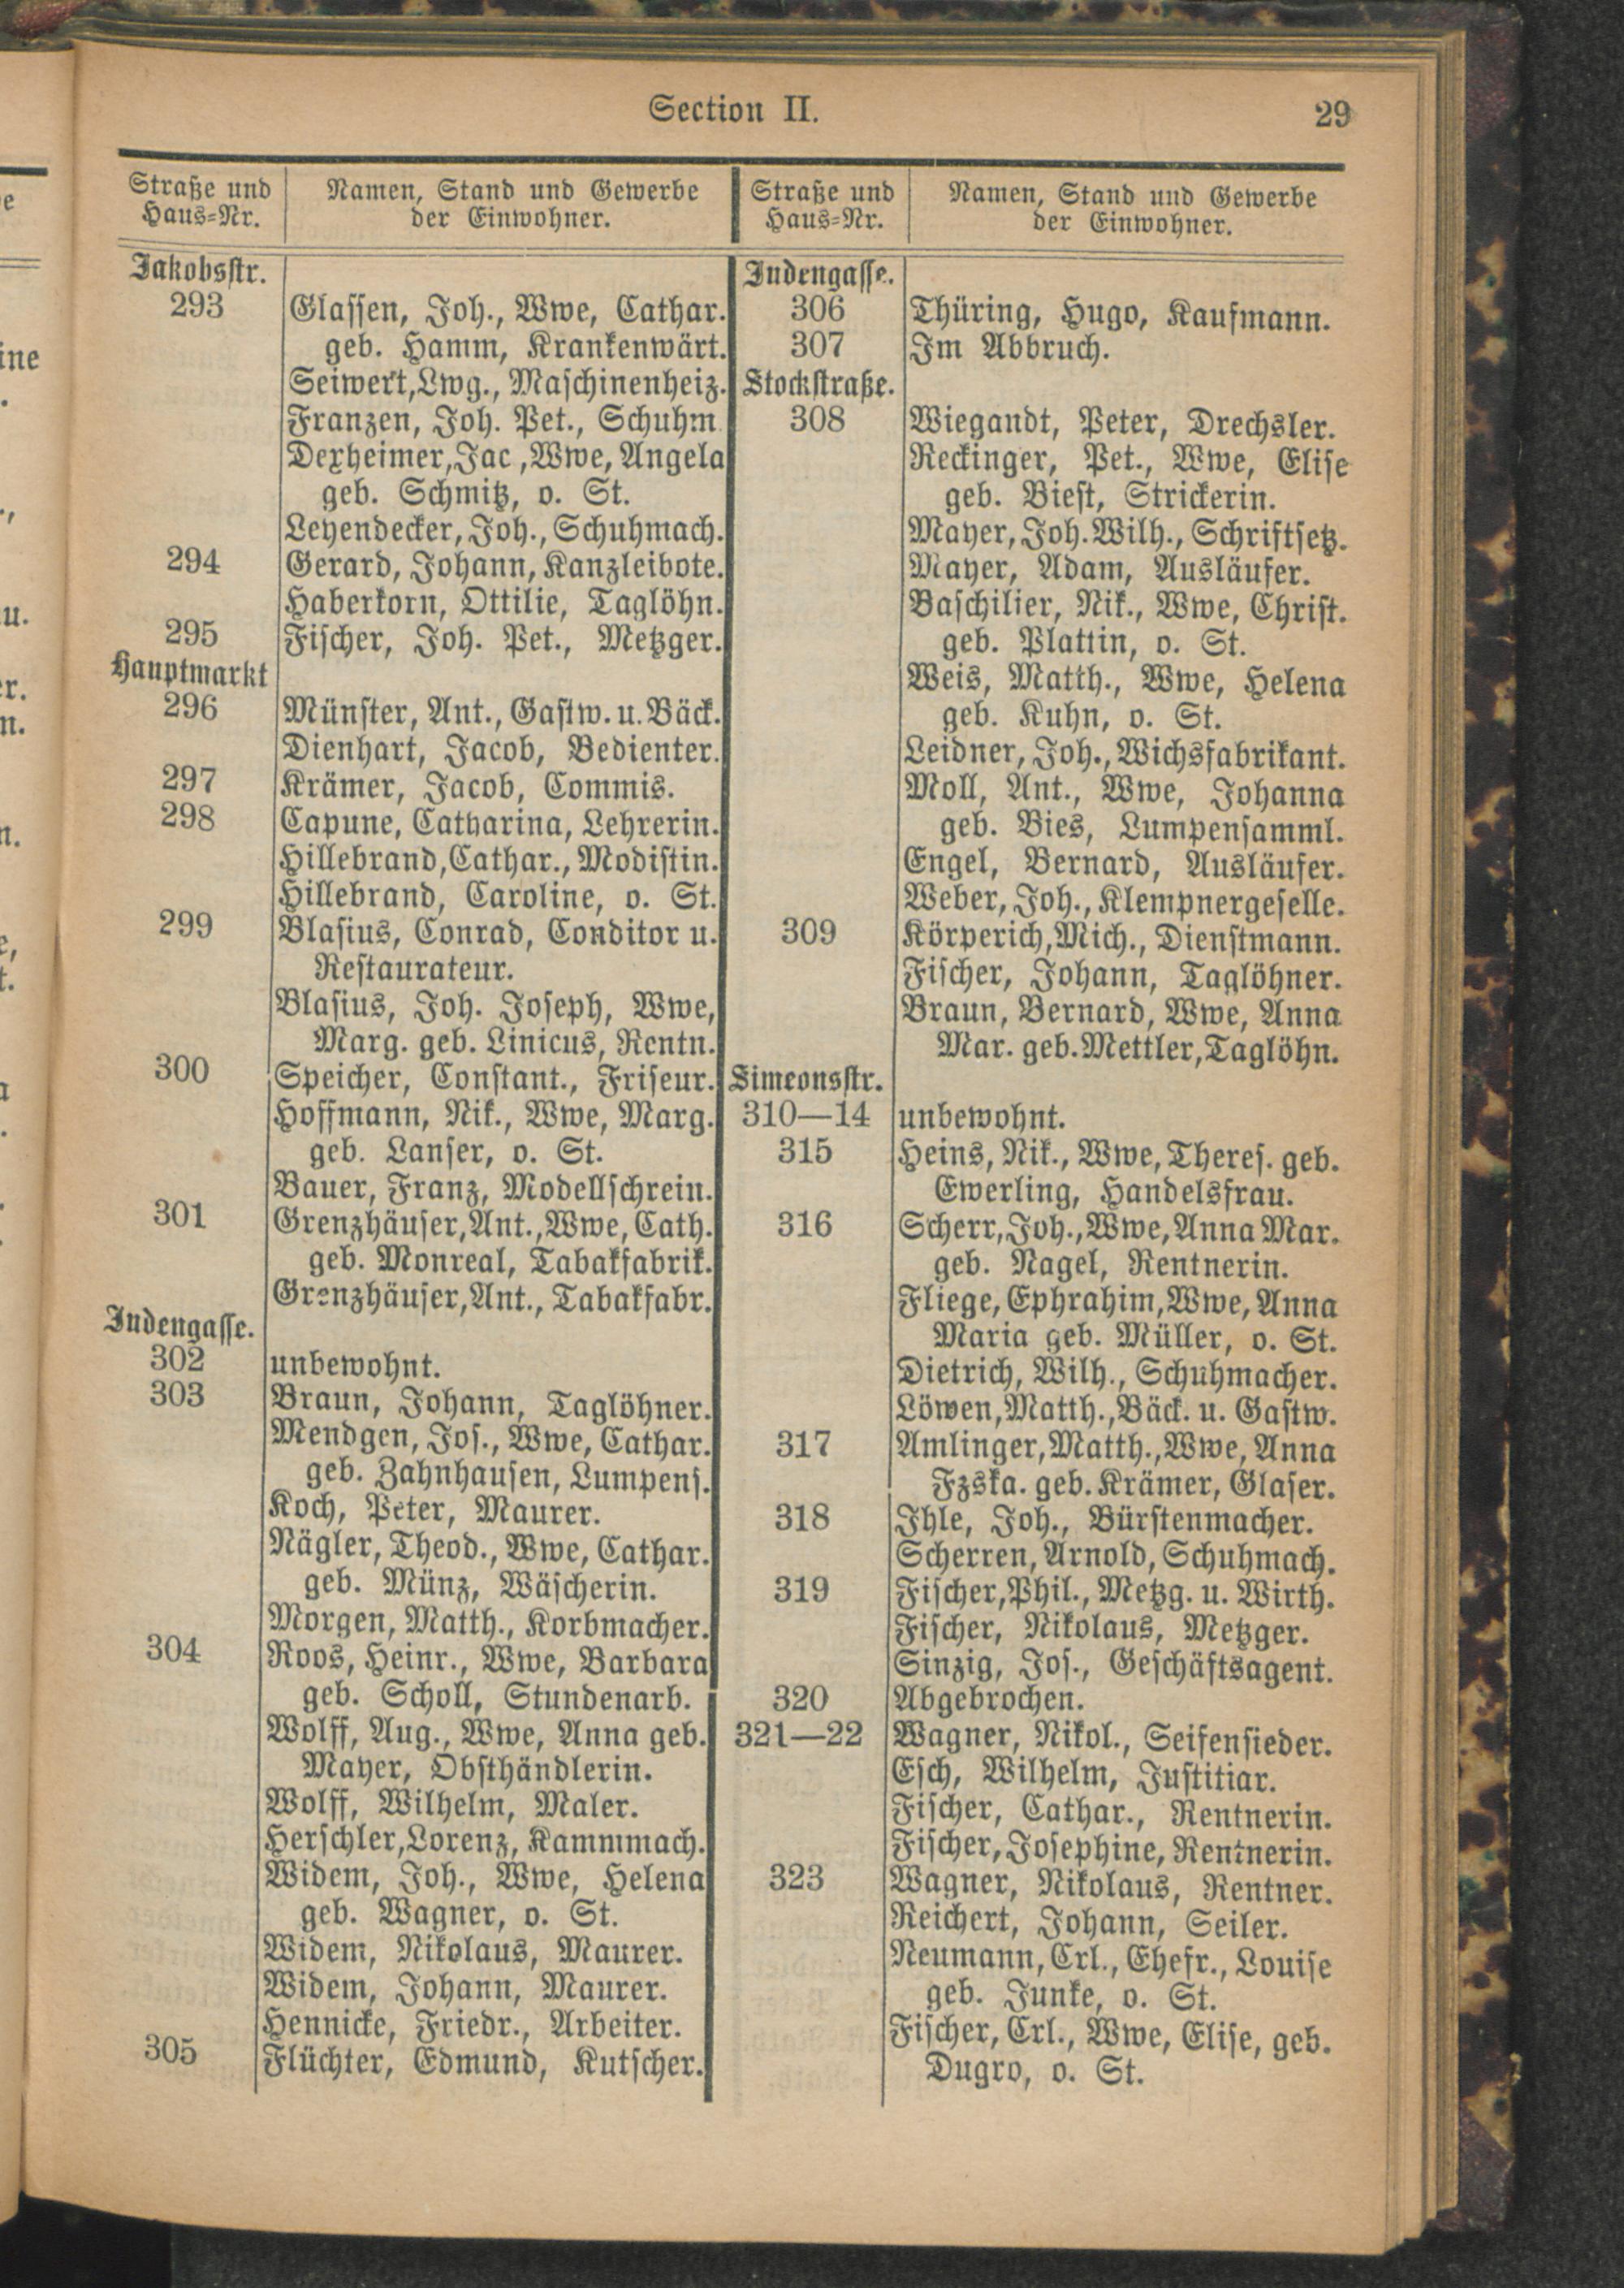 Section II.
29
Straße und
Haus=Nr.
Namen, Stand und Gewerbe
der Einwohner.
Jakobsstr.
293 Glassen, Joh., Wwe, Cathar.
geb. Hamm, Krankenwärt.
Seiwert, Lwg., Maschinenheiz.
Franzen, Joh. Pet., Schuhm
Dexheimer, Jac, Wwe, Angela
geb. Schmitz, o. St.
Leyendecker, Joh., Schuhmach.
294 Gerard, Johann, Kanzleibote.
Haberkorn, Ottilie, Taglöhn.
295 Fischer, Joh. Pet., Metzger.
Hauptmarkt
296 Münster, Ant., Gastw. u. Bäck.
Dienhart, Jacob, Bedienter.
297 Krämer, Jacob, Commis.
298 Capune, Catharina, Lehrerin.
Hillebrand, Cathar., Modistin.
Hillebrand, Caroline, o. St.
299 Blasius, Conrad, Conditor u.
Restaurateur.
Blasius, Joh. Joseph, Wwe,
Marg. geb. Linicus, Rentn.
300 Speicher, Constant., Friseur.
Hoffmann, Nik., Wwe, Marg.
geb. Lanser, o. St.
Bauer, Franz, Modellschrein.
301 Grenzhäuser, Ant., Wwe, Cath.
geb. Monreal, Tabakfabrik.
Grenzhäuser, Ant., Tabakfabr.
Judengasse.
302 unbewohnt.
303 Braun, Johann, Taglöhner.
Mendgen, Jos., Wwe, Cathar.
geb. Zahnhausen, Lumpens.
Koch, Peter, Maurer.
Nägler, Theod., Wwe, Cathar.
geb. Münz, Wäscherin.
Morgen, Matth., Korbmacher.
304 Roos, Heinr., Wwe, Barbara
geb. Scholl, Stundenarb.
Wolff, Aug., Wwe, Anna geb.
Mayer, Obsthändlerin.
Wolff, Wilhelm, Maler.
Herschler, Lorenz, Kammmach.
Widem, Joh., Wwe, Helena
geb. Wagner, o. St.
Widem, Nikolaus, Maurer.
Widem, Johann, Maurer.
Hennicke, Friedr., Arbeiter.
305 Flüchter, Edmund, Kutscher.
Straße und
Haus=Nr.
Namen, Stand und Gewerbe
der Einwohner.
Judengasse.
306 Thüring, Hugo, Kaufmann.
307 Im Abbruch.
Stockstraße.
308 Wiegandt, Peter, Drechsler.
Reckinger, Pet., Wwe, Elise
geb. Biest, Strickerin.
Mayer, Joh. Wilh., Schriftsetz.
Mayer, Adam, Ausläufer.
Baschilier, Nik., Wwe, Christ.
geb. Plattin, o. St.
Weis, Matth., Wwe, Helena
geb. Kuhn, o. St.
Leidner, Joh., Wichsfabrikant.
Moll, Ant., Wwe, Johanna
geb. Bies, Lumpensamml.
Engel, Bernard, Ausläufer.
Weber, Joh., Klempnergeselle.
309 Körperich, Mich., Dienstmann.
Fischer, Johann, Taglöhner.
Braun, Bernard, Wwe, Anna
Mar. geb. Mettler, Taglöhn.
Simeonsstr.
310—14 unbewohnt.
315 Heins, Nik., Wwe, Theres. geb.
Ewerling, Handelsfrau.
316 Scherr, Joh., Wwe, Anna Mar.
geb. Nagel, Rentnerin.
Fliege, Ephrahim, Wwe, Anna
Maria geb. Müller, o. St.
Dietrich, Wilh., Schuhmacher.
Löwen, Matth., Bäck. u. Gastw.
317 Amlinger, Matth., Wwe, Anna
Fzska. geb. Krämer, Glaser.
318 Ihle, Joh., Bürstenmacher.
Scherren, Arnold, Schuhmach.
319 Fischer, Phil., Metzg. u. Wirth.
Fischer, Nikolaus, Metzger.
Sinzig, Jos., Geschäftsagent.
320 Abgebrochen.
321—22 Wagner, Nikol., Seifensieder.
Esch, Wilhelm, Justitiar.
Fischer, Cathar., Rentnerin.
Fischer, Josephine, Rentnerin.
323 Wagner, Nikolaus, Rentner.
Reichert, Johann, Seiler.
Neumann, Crl., Ehefr., Louise
geb. Junke, o. St.
Fischer, Crl., Wwe, Elise, geb.
Dugro, o. St.